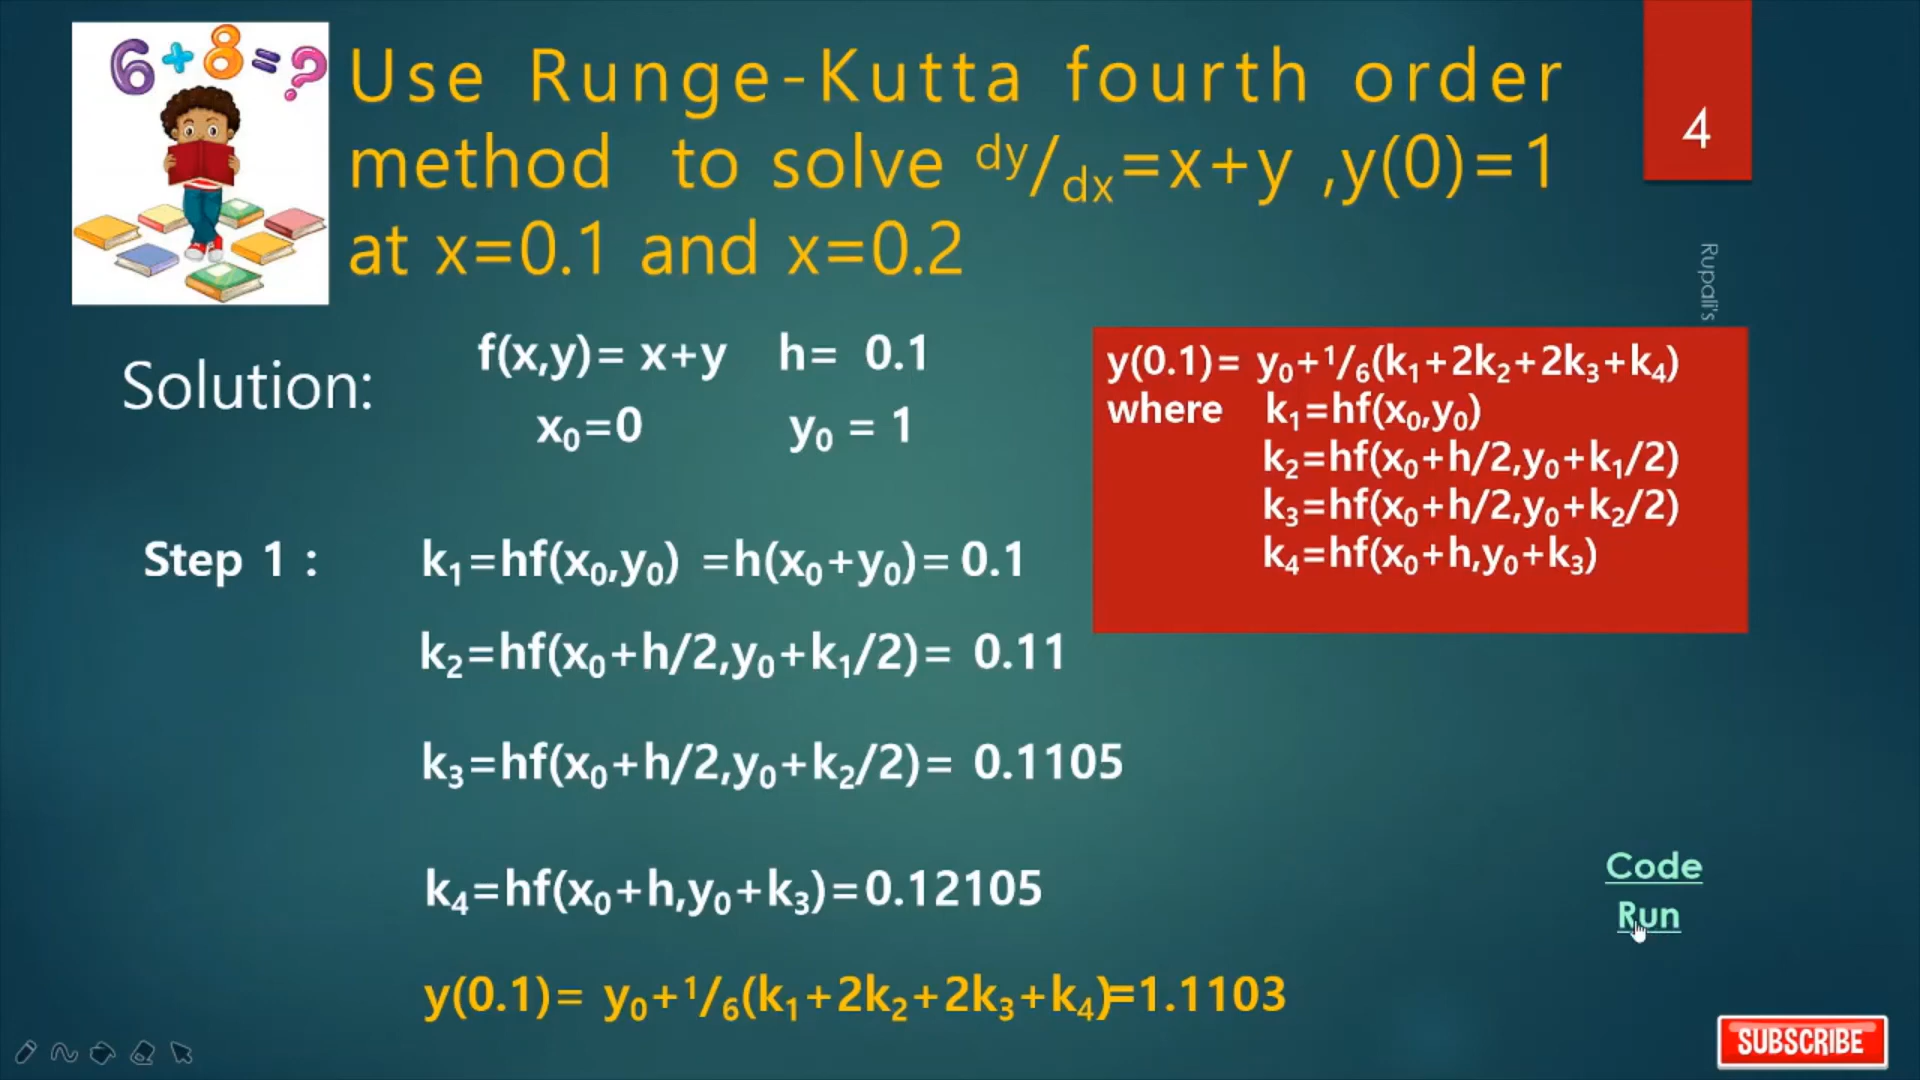 6+8=?
Use Runge-Kutta fourth order
method to solve dy/dx=x+y ,y(0)=1
at x=0.1 and x=0.2
4
Rupali's
Solution:
f(x,y)= x+y h= 0.1
x₀=0 y₀ = 1
y(0.1)= y₀+¹/₆(k₁+2k₂+2k₃+k₄)
where k₁=hf(x₀,y₀)
k₂=hf(x₀+h/2,y₀+k₁/2)
k₃=hf(x₀+h/2,y₀+k₂/2)
k₄=hf(x₀+h,y₀+k₃)
Step 1 : k₁=hf(x₀,y₀) =h(x₀+y₀)= 0.1
k₂=hf(x₀+h/2,y₀+k₁/2)= 0.11
k₃=hf(x₀+h/2,y₀+k₂/2)= 0.1105
k₄=hf(x₀+h,y₀+k₃)=0.12105
y(0.1)= y₀+¹/₆(k₁+2k₂+2k₃+k₄)=1.1103
Code
Run
SUBSCRIBE